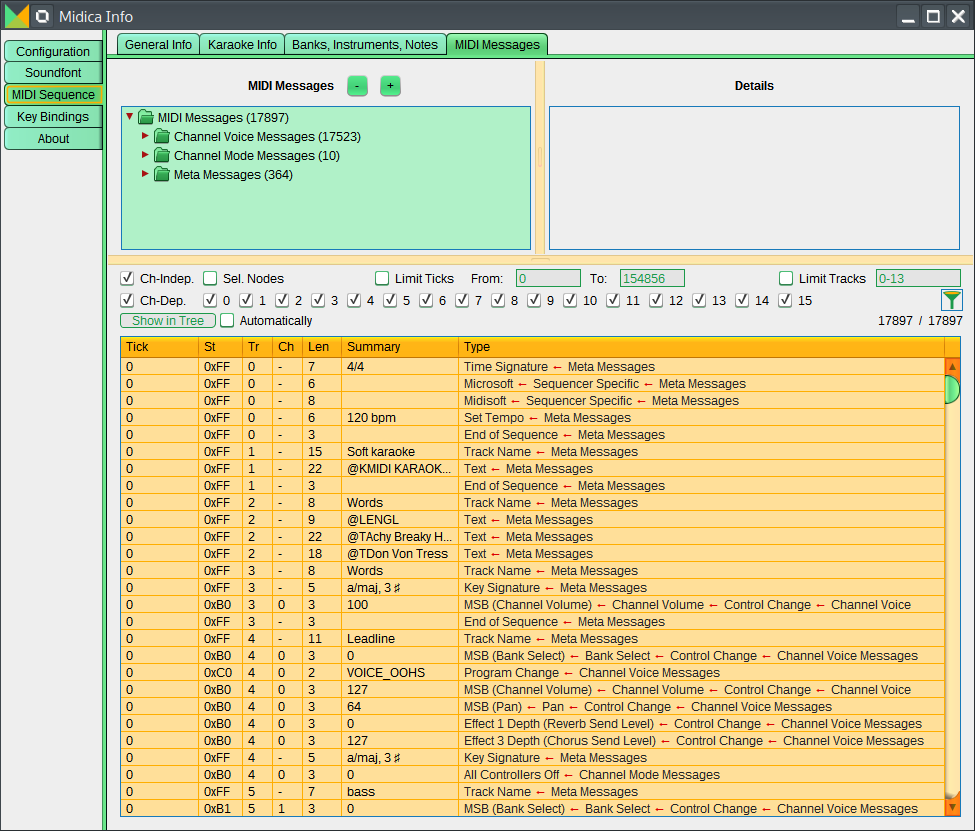 Midica Info
Configuration
Soundfont
MIDI Sequence
Key Bindings
About
General Info Karaoke Info Banks, Instruments, Notes MIDI Messages
MIDI Messages - + Details
MIDI Messages (17897)
Channel Voice Messages (17523)
Channel Mode Messages (10)
Meta Messages (364)
Ch-Indep. Sel. Nodes Limit Ticks From: 0 To: 154856 Limit Tracks 0-13
Ch-Dep. 0 1 2 3 4 5 6 7 8 9 10 11 12 13 14 15
Show in Tree Automatically 17897 / 17897
Tick St Tr Ch Len Summary Type
0 0xFF 0 - 7 4/4 Time Signature ← Meta Messages
0 0xFF 0 - 6 Microsoft ← Sequencer Specific ← Meta Messages
0 0xFF 0 - 8 Midisoft ← Sequencer Specific ← Meta Messages
0 0xFF 0 - 6 120 bpm Set Tempo ← Meta Messages
0 0xFF 0 - 3 End of Sequence ← Meta Messages
0 0xFF 1 - 15 Soft karaoke Track Name ← Meta Messages
0 0xFF 1 - 22 @KMIDI KARAOK... Text ← Meta Messages
0 0xFF 1 - 3 End of Sequence ← Meta Messages
0 0xFF 2 - 8 Words Track Name ← Meta Messages
0 0xFF 2 - 9 @LENGL Text ← Meta Messages
0 0xFF 2 - 22 @TAchy Breaky H... Text ← Meta Messages
0 0xFF 2 - 18 @TDon Von Tress Text ← Meta Messages
0 0xFF 3 - 8 Words Track Name ← Meta Messages
0 0xFF 3 - 5 a/maj, 3 ♯ Key Signature ← Meta Messages
0 0xB0 3 0 3 100 MSB (Channel Volume) ← Channel Volume ← Control Change ← Channel Voice
0 0xFF 3 - 3 End of Sequence ← Meta Messages
0 0xFF 4 - 11 Leadline Track Name ← Meta Messages
0 0xB0 4 0 3 0 MSB (Bank Select) ← Bank Select ← Control Change ← Channel Voice Messages
0 0xC0 4 0 2 VOICE_OOHS Program Change ← Channel Voice Messages
0 0xB0 4 0 3 127 MSB (Channel Volume) ← Channel Volume ← Control Change ← Channel Voice
0 0xB0 4 0 3 64 MSB (Pan) ← Pan ← Control Change ← Channel Voice Messages
0 0xB0 4 0 3 0 Effect 1 Depth (Reverb Send Level) ← Control Change ← Channel Voice Messages
0 0xB0 4 0 3 127 Effect 3 Depth (Chorus Send Level) ← Control Change ← Channel Voice Messages
0 0xFF 4 - 5 a/maj, 3 ♯ Key Signature ← Meta Messages
0 0xB0 4 0 3 0 All Controllers Off ← Channel Mode Messages
0 0xFF 5 - 7 bass Track Name ← Meta Messages
0 0xB1 5 1 3 0 MSB (Bank Select) ← Bank Select ← Control Change ← Channel Voice Messages